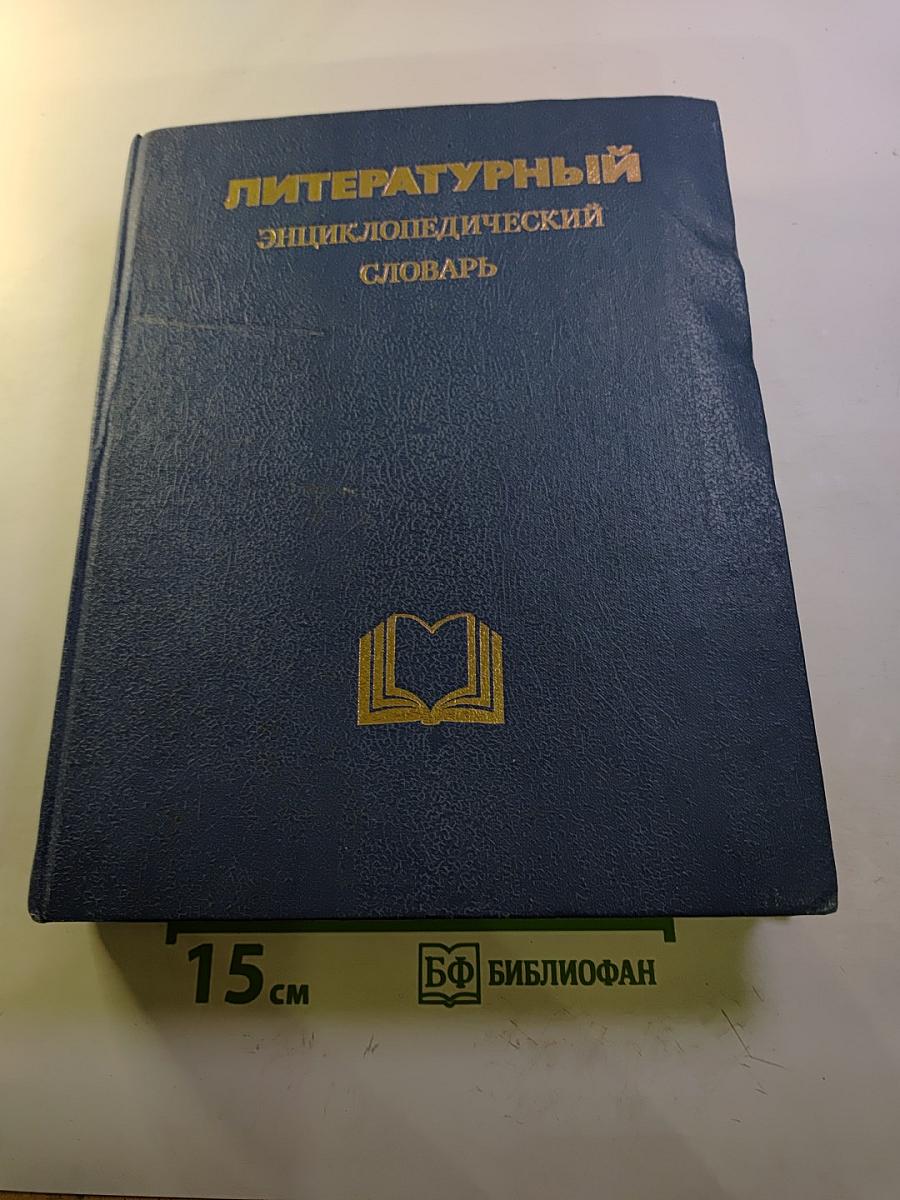 ЛИТЕРАТУРНЫЙ
ЭНЦИКЛОПЕДИЧЕСКИЙ
СЛОВАРЬ
15 см
БФ БИБЛИОФАН